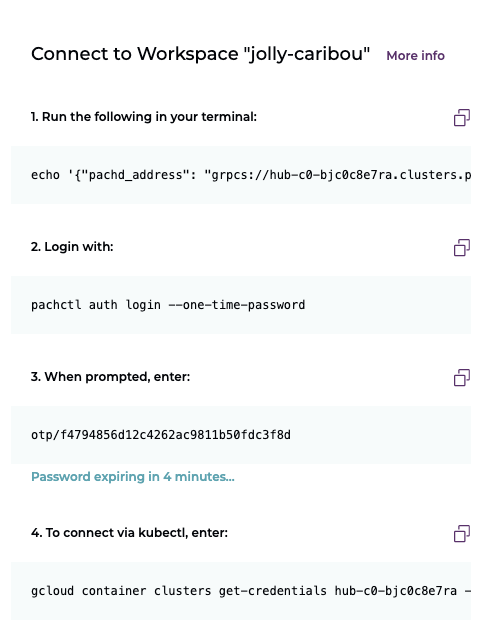 Connect to Workspace "jolly-caribou" More info
1. Run the following in your terminal:
echo '{"pachd_address": "grpcs://hub-c0-bjc0c8e7ra.clusters.p
2. Login with:
pachctl auth login --one-time-password
3. When prompted, enter:
otp/f4794856d12c4262ac9811b50fdc3f8d
Password expiring in 4 minutes...
4. To connect via kubectl, enter:
gcloud container clusters get-credentials hub-c0-bjc0c8e7ra -